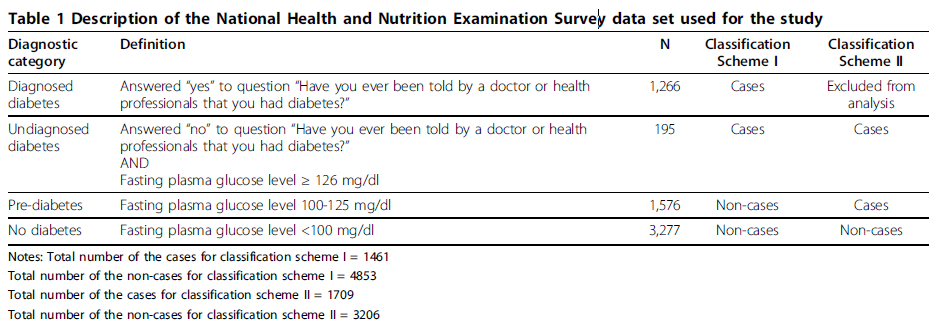 Table 1 Description of the National Health and Nutrition Examination Survey data set used for the study
Diagnostic category Definition N Classification Scheme I Classification Scheme II
Diagnosed diabetes Answered “yes” to question “Have you ever been told by a doctor or health professionals that you had diabetes?” 1,266 Cases Excluded from analysis
Undiagnosed diabetes Answered “no” to question “Have you ever been told by a doctor or health professionals that you had diabetes?” 195 Cases Cases
AND
Fasting plasma glucose level ≥ 126 mg/dl
Pre-diabetes Fasting plasma glucose level 100-125 mg/dl 1,576 Non-cases Cases
No diabetes Fasting plasma glucose level <100 mg/dl 3,277 Non-cases Non-cases
Notes: Total number of the cases for classification scheme I = 1461
Total number of the non-cases for classification scheme I = 4853
Total number of the cases for classification scheme II = 1709
Total number of the non-cases for classification scheme II = 3206